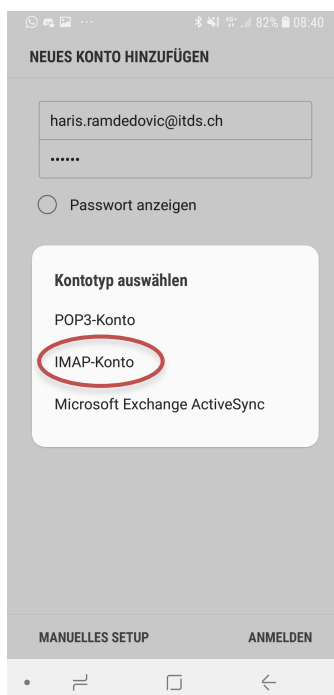 82% 08:40
NEUES KONTO HINZUFÜGEN
haris.ramdedovic@itds.ch
••••••
Passwort anzeigen
Kontotyp auswählen
POP3-Konto
IMAP-Konto
Microsoft Exchange ActiveSync
MANUELLES SETUP ANMELDEN